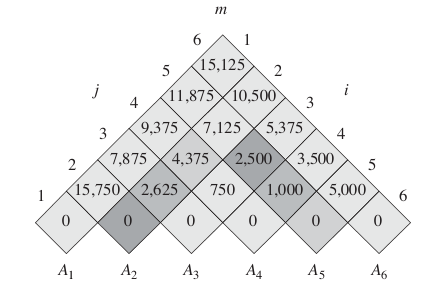 m
6 1
5 15,125 2
j 11,875 10,500 i
4 3
9,375 7,125 5,375
3 4
7,875 4,375 2,500 3,500
2 5
1 15,750 2,625 750 1,000 5,000 6
0 0 0 0 0 0
A1 A2 A3 A4 A5 A6